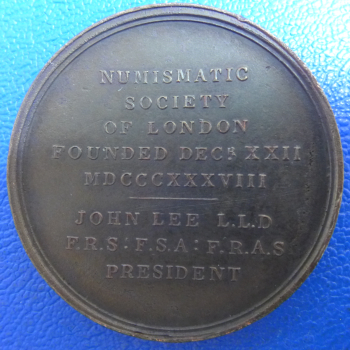 NUMISMATIC
SOCIETY
OF LONDON
FOUNDED DECR XXII
MDCCCXXXVIII
JOHN LEE L.L.D
F.R.S: F.S.A: F.R.A.S
PRESIDENT